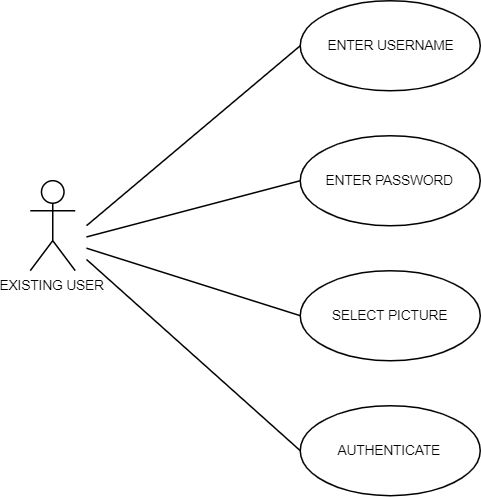 ENTER USERNAME
ENTER PASSWORD
EXISTING USER
SELECT PICTURE
AUTHENTICATE